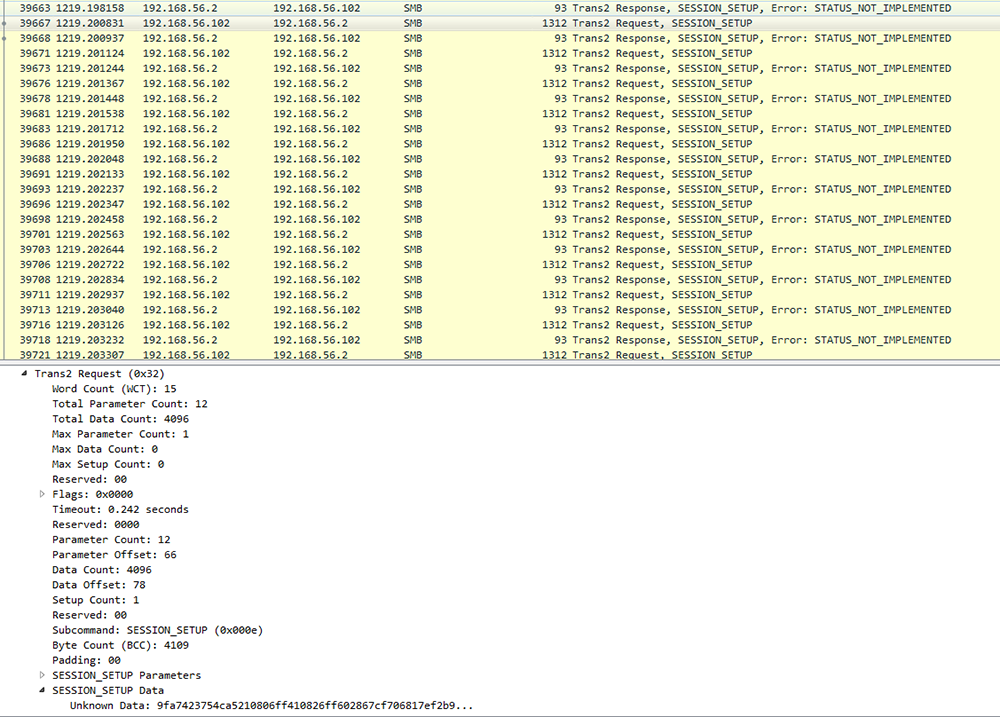 39663 1219.198158 192.168.56.2 192.168.56.102 SMB 93 Trans2 Response, SESSION_SETUP, Error: STATUS_NOT_IMPLEMENTED
39667 1219.200831 192.168.56.102 192.168.56.2 SMB 1312 Trans2 Request, SESSION_SETUP
39668 1219.200937 192.168.56.2 192.168.56.102 SMB 93 Trans2 Response, SESSION_SETUP, Error: STATUS_NOT_IMPLEMENTED
39671 1219.201124 192.168.56.102 192.168.56.2 SMB 1312 Trans2 Request, SESSION_SETUP
39673 1219.201244 192.168.56.2 192.168.56.102 SMB 93 Trans2 Response, SESSION_SETUP, Error: STATUS_NOT_IMPLEMENTED
39676 1219.201367 192.168.56.102 192.168.56.2 SMB 1312 Trans2 Request, SESSION_SETUP
39678 1219.201448 192.168.56.2 192.168.56.102 SMB 93 Trans2 Response, SESSION_SETUP, Error: STATUS_NOT_IMPLEMENTED
39681 1219.201538 192.168.56.102 192.168.56.2 SMB 1312 Trans2 Request, SESSION_SETUP
39683 1219.201712 192.168.56.2 192.168.56.102 SMB 93 Trans2 Response, SESSION_SETUP, Error: STATUS_NOT_IMPLEMENTED
39686 1219.201950 192.168.56.102 192.168.56.2 SMB 1312 Trans2 Request, SESSION_SETUP
39688 1219.202048 192.168.56.2 192.168.56.102 SMB 93 Trans2 Response, SESSION_SETUP, Error: STATUS_NOT_IMPLEMENTED
39691 1219.202133 192.168.56.102 192.168.56.2 SMB 1312 Trans2 Request, SESSION_SETUP
39693 1219.202237 192.168.56.2 192.168.56.102 SMB 93 Trans2 Response, SESSION_SETUP, Error: STATUS_NOT_IMPLEMENTED
39696 1219.202347 192.168.56.102 192.168.56.2 SMB 1312 Trans2 Request, SESSION_SETUP
39698 1219.202458 192.168.56.2 192.168.56.102 SMB 93 Trans2 Response, SESSION_SETUP, Error: STATUS_NOT_IMPLEMENTED
39701 1219.202563 192.168.56.102 192.168.56.2 SMB 1312 Trans2 Request, SESSION_SETUP
39703 1219.202644 192.168.56.2 192.168.56.102 SMB 93 Trans2 Response, SESSION_SETUP, Error: STATUS_NOT_IMPLEMENTED
39706 1219.202722 192.168.56.102 192.168.56.2 SMB 1312 Trans2 Request, SESSION_SETUP
39708 1219.202834 192.168.56.2 192.168.56.102 SMB 93 Trans2 Response, SESSION_SETUP, Error: STATUS_NOT_IMPLEMENTED
39711 1219.202937 192.168.56.102 192.168.56.2 SMB 1312 Trans2 Request, SESSION_SETUP
39713 1219.203040 192.168.56.2 192.168.56.102 SMB 93 Trans2 Response, SESSION_SETUP, Error: STATUS_NOT_IMPLEMENTED
39716 1219.203126 192.168.56.102 192.168.56.2 SMB 1312 Trans2 Request, SESSION_SETUP
39718 1219.203232 192.168.56.2 192.168.56.102 SMB 93 Trans2 Response, SESSION_SETUP, Error: STATUS_NOT_IMPLEMENTED
39721 1219.203307 192.168.56.102 192.168.56.2 SMB 1312 Trans2 Request, SESSION_SETUP
Trans2 Request (0x32)
Word Count (WCT): 15
Total Parameter Count: 12
Total Data Count: 4096
Max Parameter Count: 1
Max Data Count: 0
Max Setup Count: 0
Reserved: 00
Flags: 0x0000
Timeout: 0.242 seconds
Reserved: 0000
Parameter Count: 12
Parameter Offset: 66
Data Count: 4096
Data Offset: 78
Setup Count: 1
Reserved: 00
Subcommand: SESSION_SETUP (0x000e)
Byte Count (BCC): 4109
Padding: 00
SESSION_SETUP Parameters
SESSION_SETUP Data
Unknown Data: 9fa7423754ca5210806ff410826ff602867cf706817ef2b9...